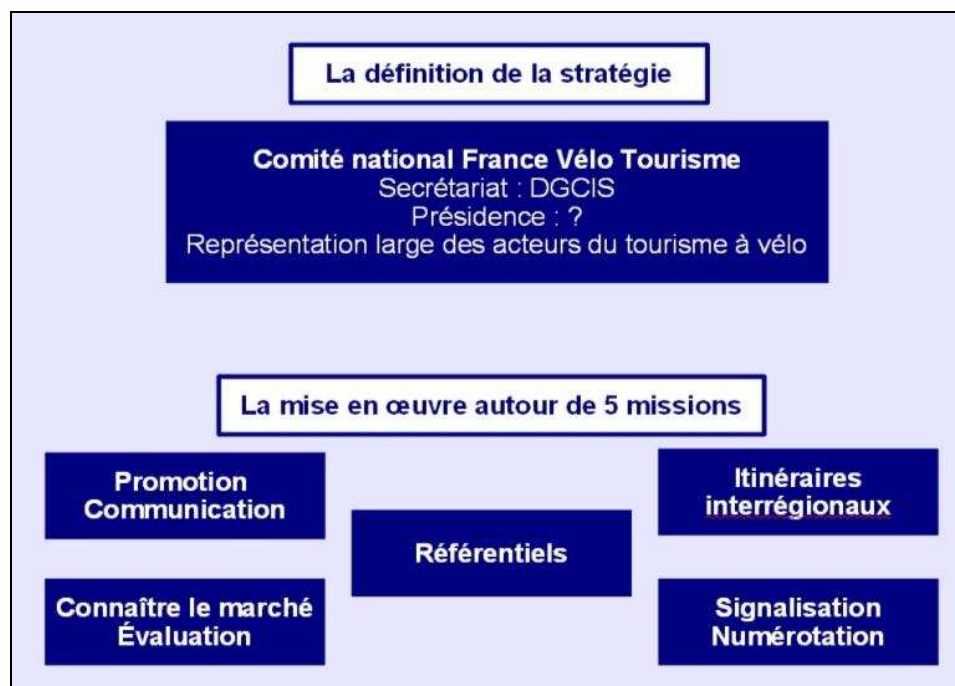 La définition de la stratégie
Comité national France Vélo Tourisme
Secrétariat : DGCIS
Présidence : ?
Représentation large des acteurs du tourisme à vélo
La mise en œuvre autour de 5 missions
Promotion
Communication
Itinéraires
interrégionaux
Référentiels
Connaître le marché
Évaluation
Signalisation
Numérotation